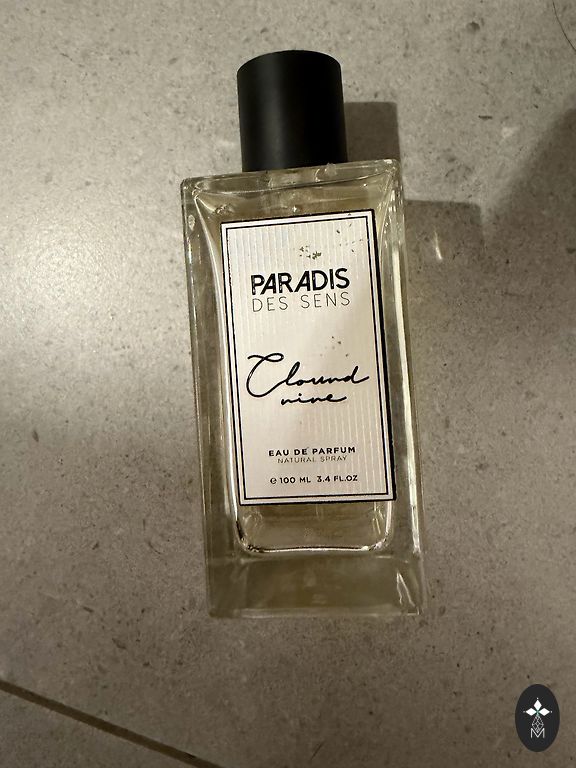 PARADIS
DES SENS
Clound
nine
EAU DE PARFUM
NATURAL SPRAY
℮ 100 ML 3.4 FL.OZ
M